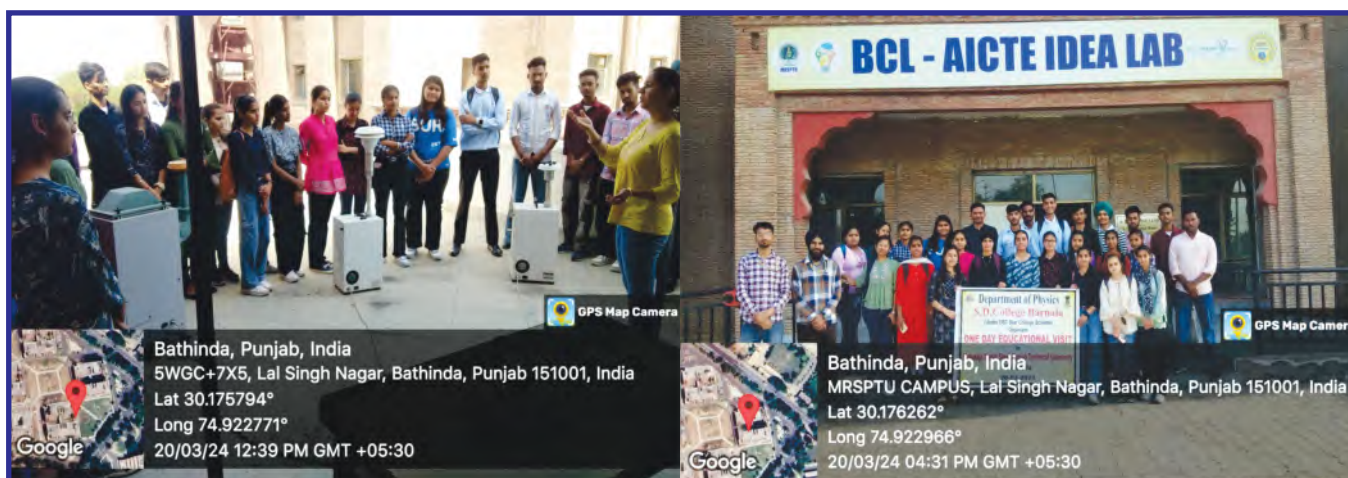 SUR
GPS Map Camera
Google
Bathinda, Punjab, India
5WGC+7X5, Lal Singh Nagar, Bathinda, Punjab 151001, India
Lat 30.175794°
Long 74.922771°
20/03/24 12:39 PM GMT +05:30
MRSPTU
BCL - AICTE IDEA LAB
Department of Physics
S.D.College Barnala
ONE DAY EDUCATIONAL VISIT
GPS Map Camera
Google
Bathinda, Punjab, India
MRSPTU CAMPUS, Lal Singh Nagar, Bathinda, Punjab 151001, India
Lat 30.176262°
Long 74.922966°
20/03/24 04:31 PM GMT +05:30